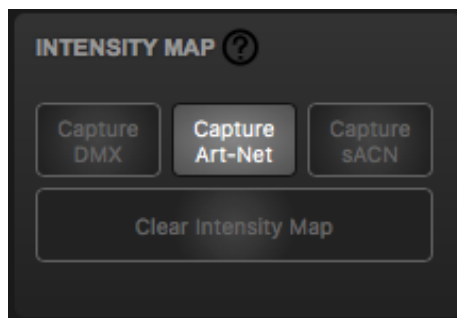 INTENSITY MAP ?
Capture
DMX
Capture
Art-Net
Capture
sACN
Clear Intensity Map